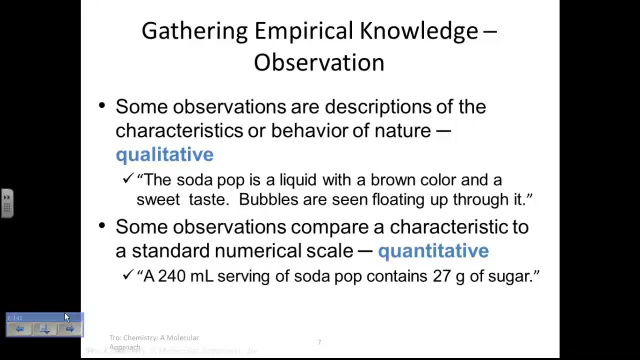 Gathering Empirical Knowledge –
Observation
• Some observations are descriptions of the
characteristics or behavior of nature —
qualitative
✓ “The soda pop is a liquid with a brown color and a
sweet taste. Bubbles are seen floating up through it.”
• Some observations compare a characteristic to
a standard numerical scale — quantitative
✓ “A 240 mL serving of soda pop contains 27 g of sugar.”
Tro: Chemistry: A Molecular
Approach
7